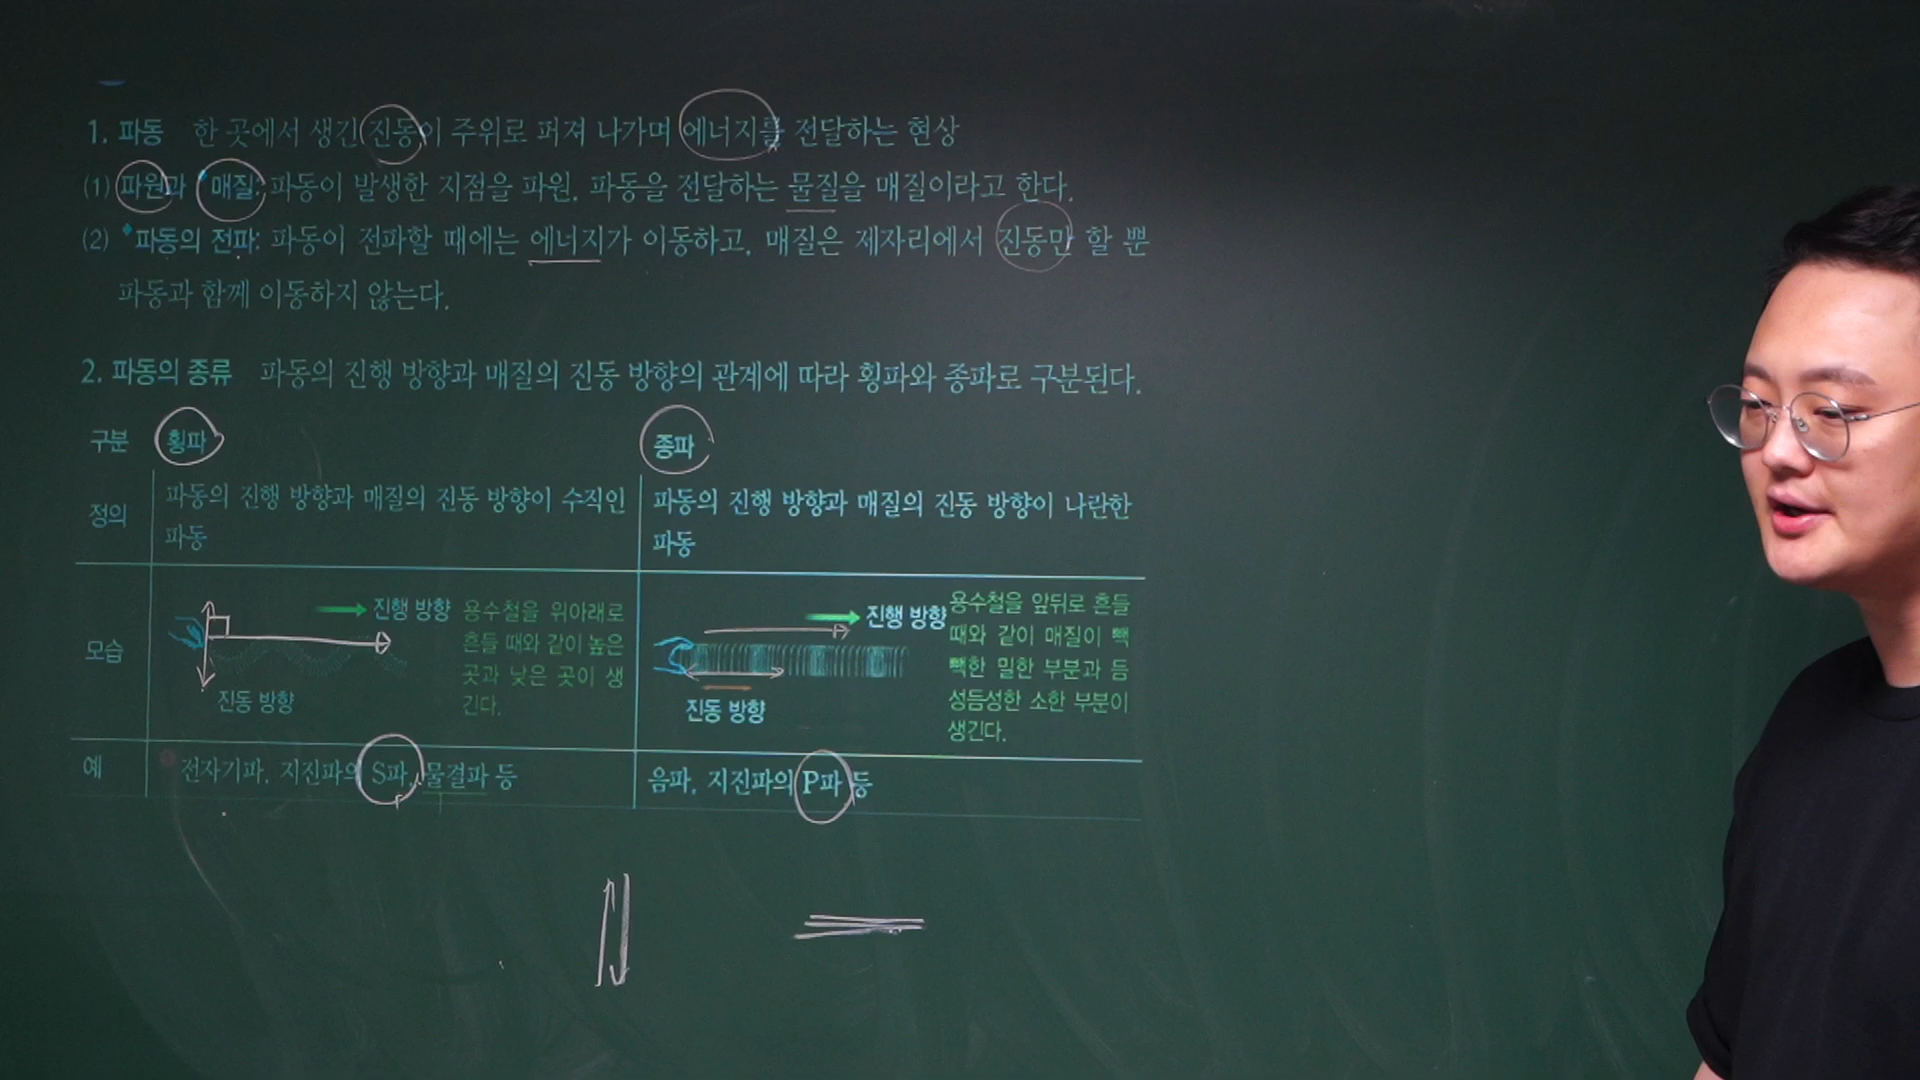 1. 파동 한 곳에서 생긴 진동이 주위로 퍼져 나가며 에너지를 전달하는 현상
(1) 파원과 매질: 파동이 발생한 지점을 파원, 파동을 전달하는 물질을 매질이라고 한다.
(2) 파동의 전파: 파동이 전파할 때에는 에너지가 이동하고, 매질은 제자리에서 진동만 할 뿐
파동과 함께 이동하지 않는다.
2. 파동의 종류 파동의 진행 방향과 매질의 진동 방향의 관계에 따라 횡파와 종파로 구분된다.
구분 횡파 종파
정의
파동의 진행 방향과 매질의 진동 방향이 수직인
파동
파동의 진행 방향과 매질의 진동 방향이 나란한
파동
모습
진행 방향
진동 방향
용수철을 위아래로
흔들 때와 같이 높은
곳과 낮은 곳이 생
긴다.
진행 방향
진동 방향
용수철을 앞뒤로 흔들
때와 같이 매질이 빽
빽한 밀한 부분과 듬
성듬성한 소한 부분이
생긴다.
예
전자기파, 지진파의 S파, 물결파 등
음파, 지진파의 P파 등